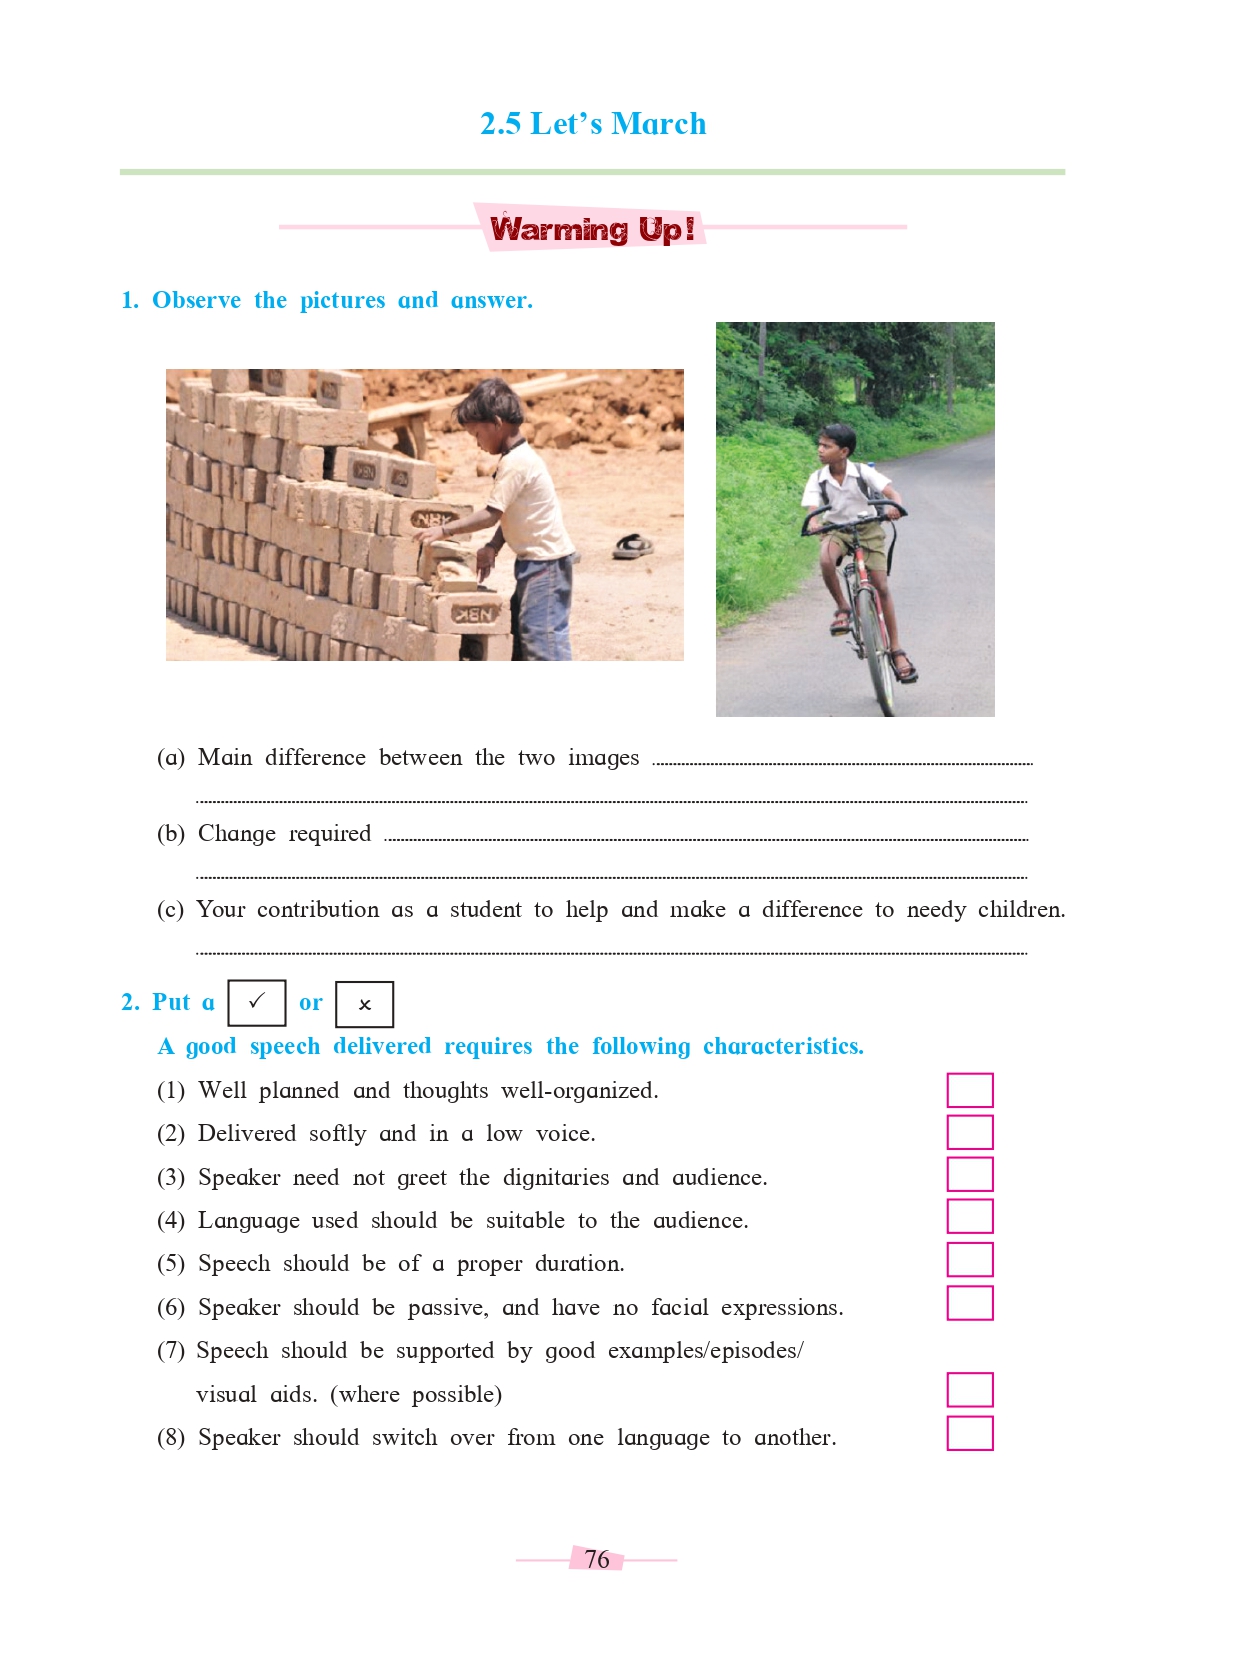 2.5 Let’s March
Warming Up!
1. Observe the pictures and answer.
NBK
NBK
NBK
(a) Main difference between the two images
(b) Change required
(c) Your contribution as a student to help and make a difference to needy children.
2. Put a ✓ or ×
A good speech delivered requires the following characteristics.
(1) Well planned and thoughts well-organized.
(2) Delivered softly and in a low voice.
(3) Speaker need not greet the dignitaries and audience.
(4) Language used should be suitable to the audience.
(5) Speech should be of a proper duration.
(6) Speaker should be passive, and have no facial expressions.
(7) Speech should be supported by good examples/episodes/
visual aids. (where possible)
(8) Speaker should switch over from one language to another.
76